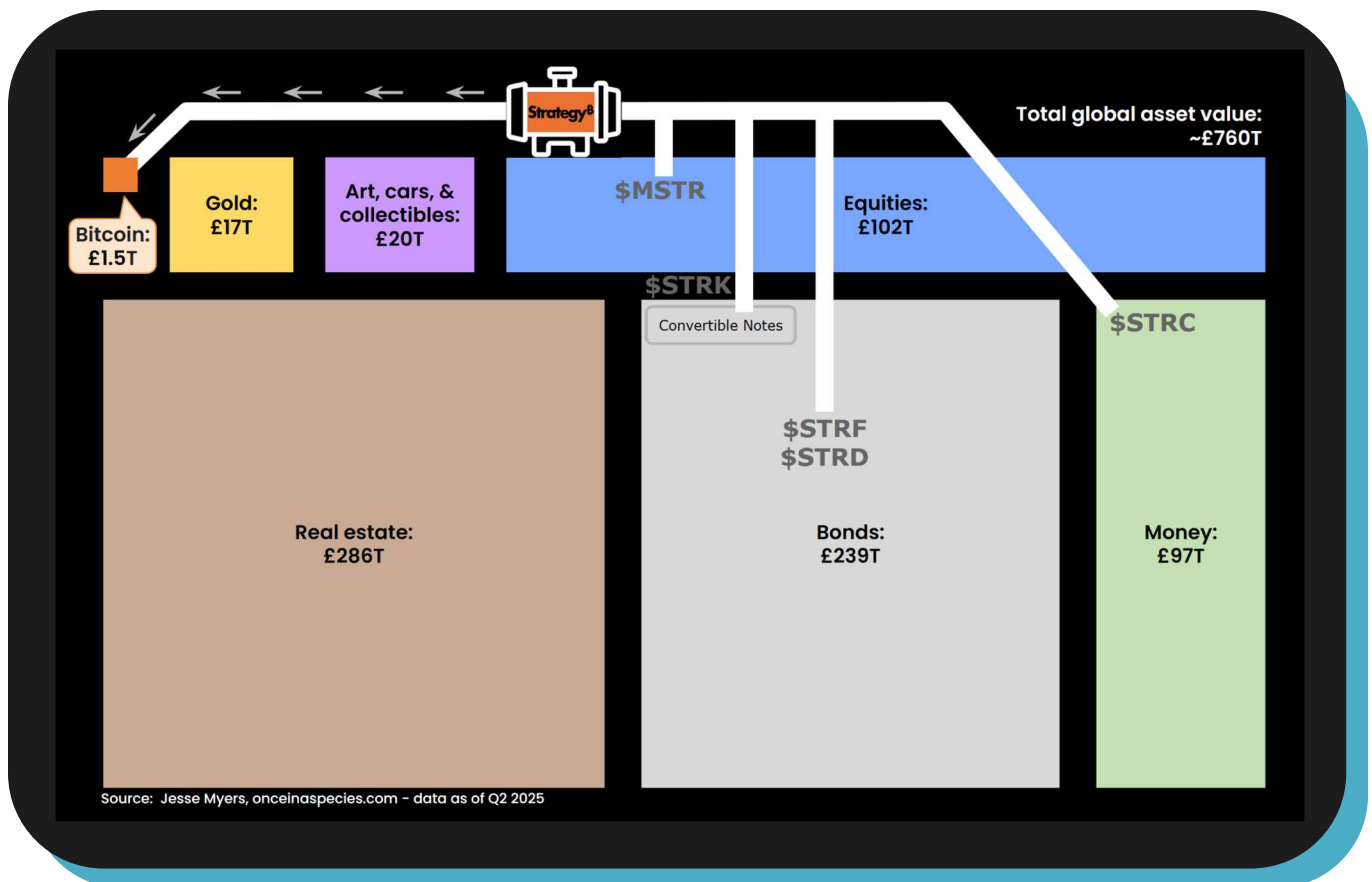 StrategyB
Total global asset value:
~£760T
Bitcoin:
£1.5T
Gold:
£17T
Art, cars, &
collectibles:
£20T
$MSTR
Equities:
£102T
$STRK
Convertible Notes
$STRC
$STRF
$STRD
Real estate:
£286T
Bonds:
£239T
Money:
£97T
Source: Jesse Myers, onceinaspecies.com - data as of Q2 2025